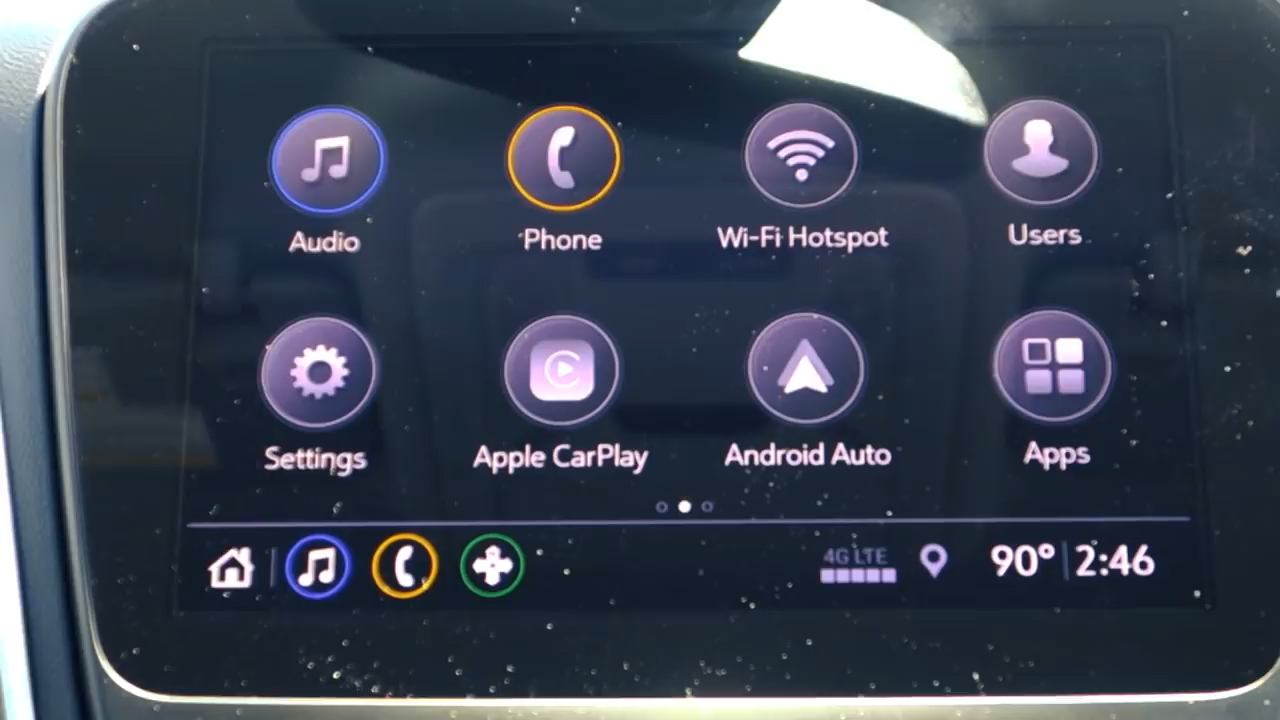 Audio Phone Wi-Fi Hotspot Users
Settings Apple CarPlay Android Auto Apps
4G LTE 90° 2:46